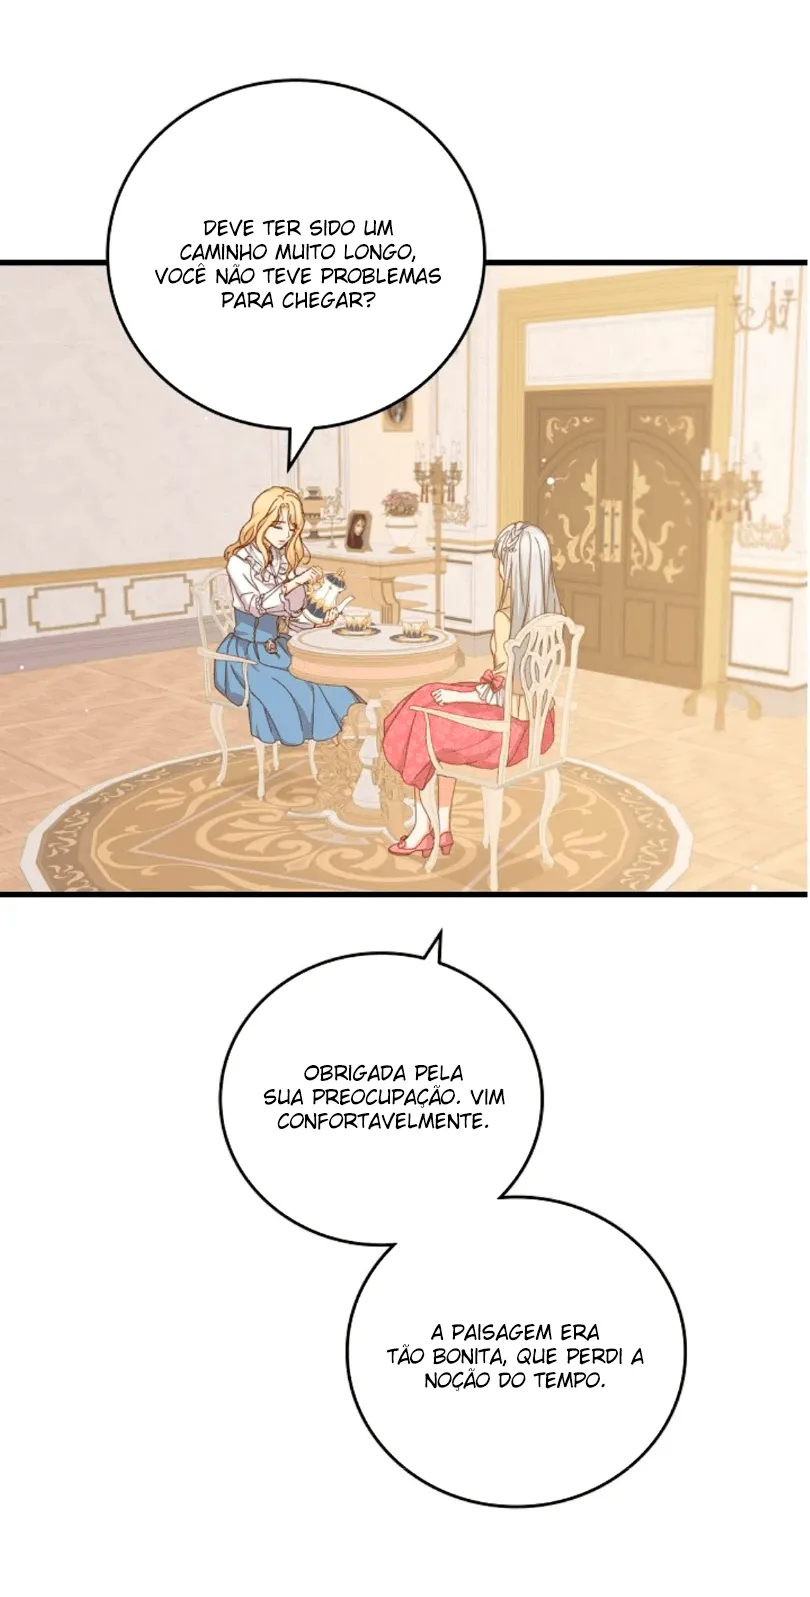 DEVE TER SIDO UM
CAMINHO MUITO LONGO,
VOCÊ NÃO TEVE PROBLEMAS
PARA CHEGAR?
OBRIGADA PELA
SUA PREOCUPAÇÃO. VIM
CONFORTAVELMENTE.
A PAISAGEM ERA
TÃO BONITA, QUE PERDI A
NOÇÃO DO TEMPO.